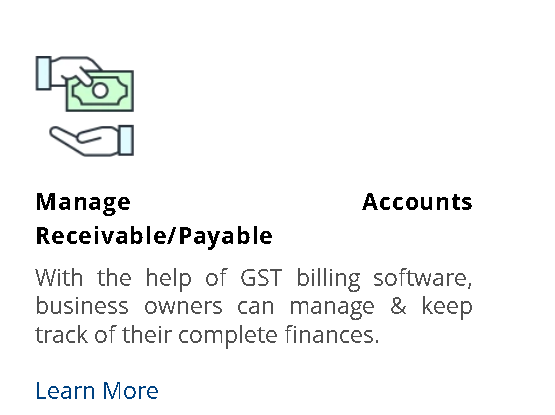 Manage Accounts
Receivable/Payable
With the help of GST billing software,
business owners can manage & keep
track of their complete finances.
Learn More